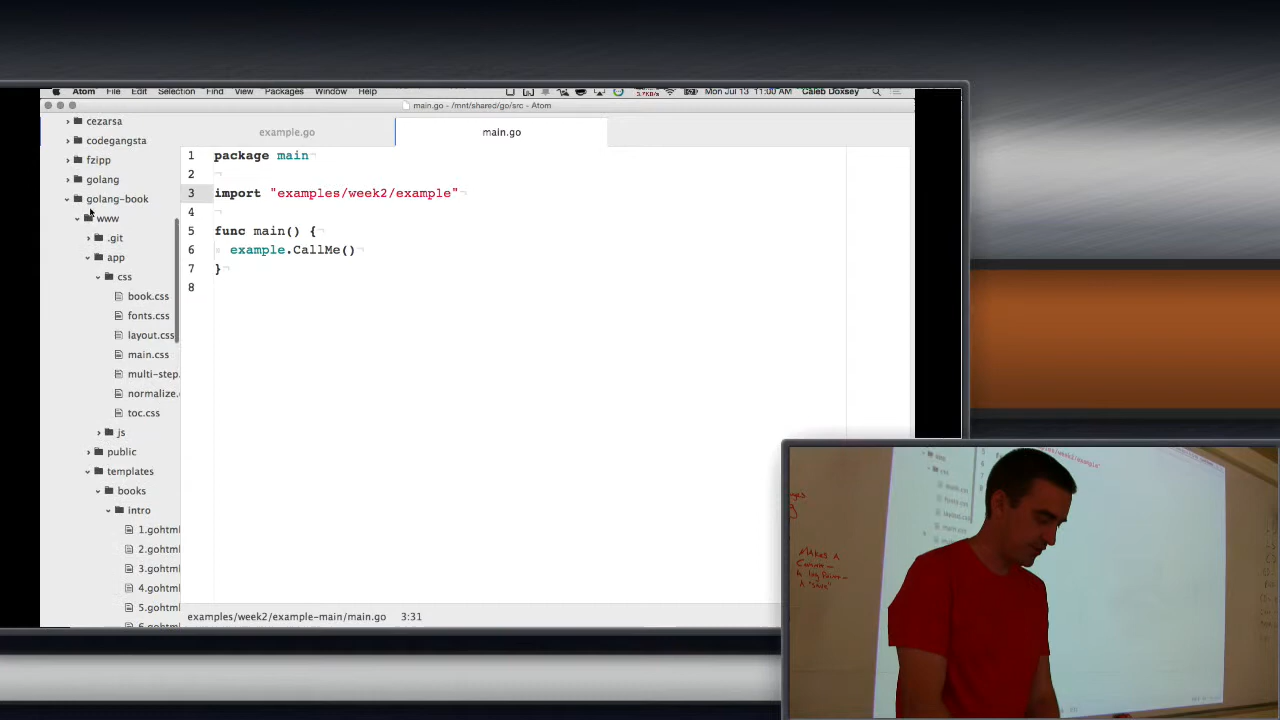 Atom File Edit Selection Find View Packages Window Help Mon Jul 13 11:00 AM Caleb Doxsey
main.go - /mnt/shared/go/src - Atom
cezarsa
codegangsta
fzipp
golang
golang-book
www
.git
app
css
book.css
fonts.css
layout.css
main.css
multi-step.
normalize.
toc.css
js
public
templates
books
intro
1.gohtml
2.gohtml
3.gohtml
4.gohtml
5.gohtml
example.go
main.go
1 package main
2
3 import "examples/week2/example"
4
5 func main() {
6 example.CallMe()
7 }
8
examples/week2/example-main/main.go 3:31
MAKES A